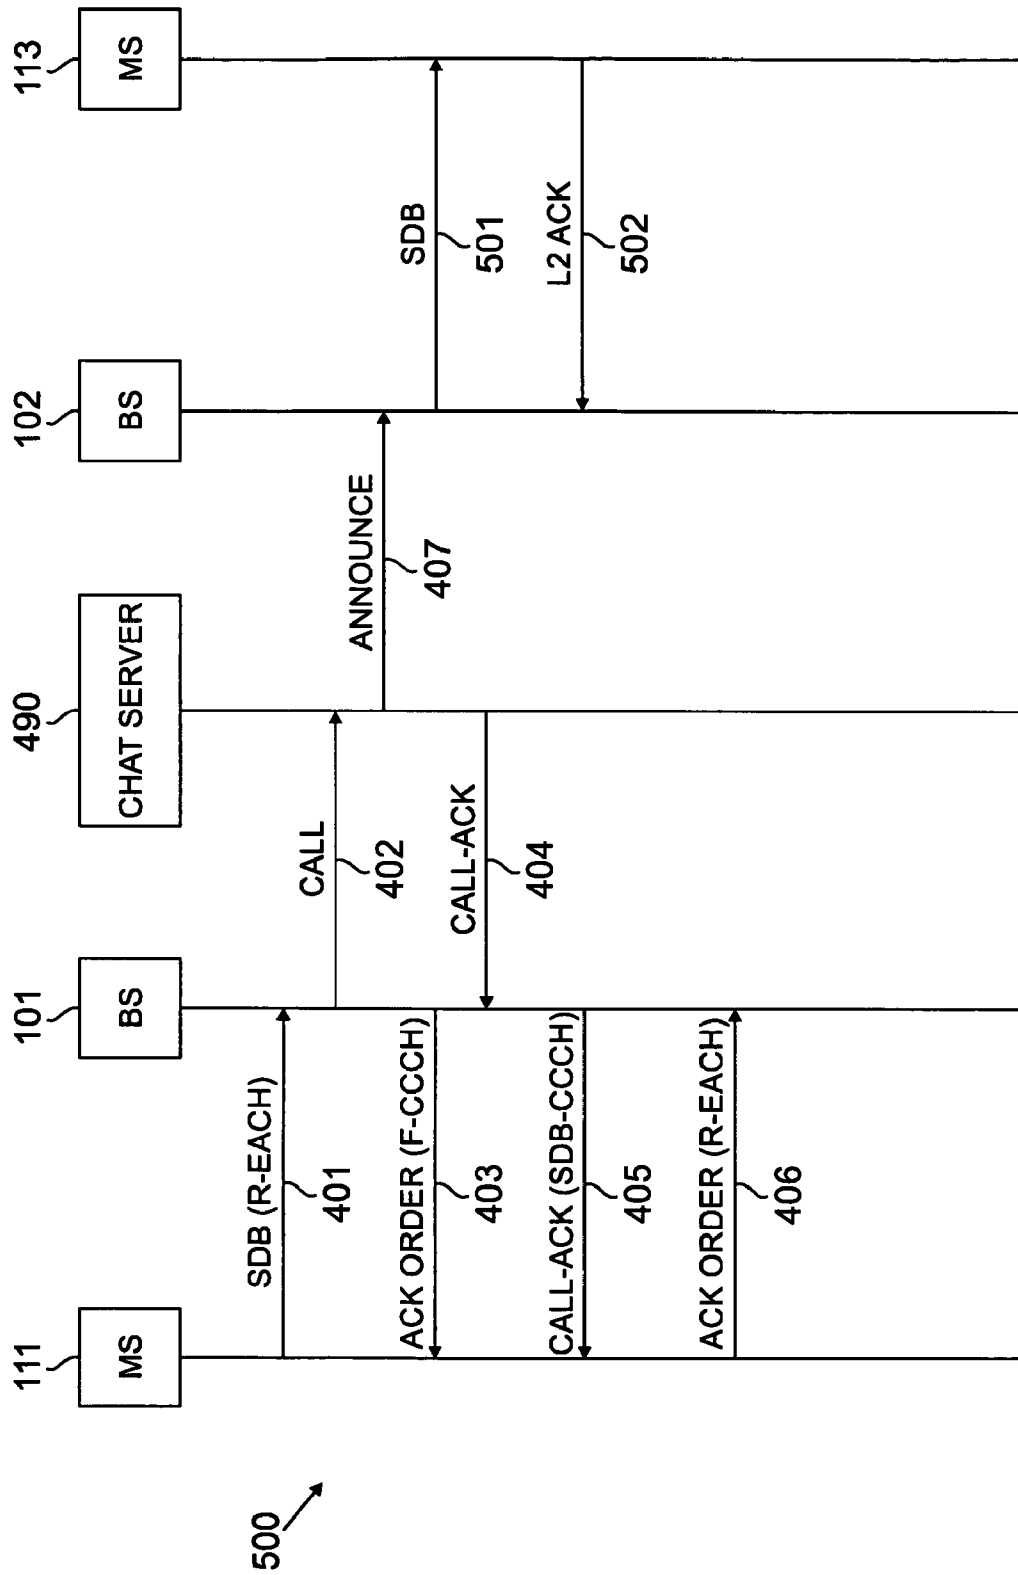 500
111
MS
101
BS
490
CHAT SERVER
102
BS
113
MS
SDB (R-EACH)
401
CALL
402
ANNOUNCE
407
ACK ORDER (F-CCCH)
403
SDB
501
CALL-ACK
404
CALL-ACK (SDB-CCCH)
405
L2 ACK
502
ACK ORDER (R-EACH)
406